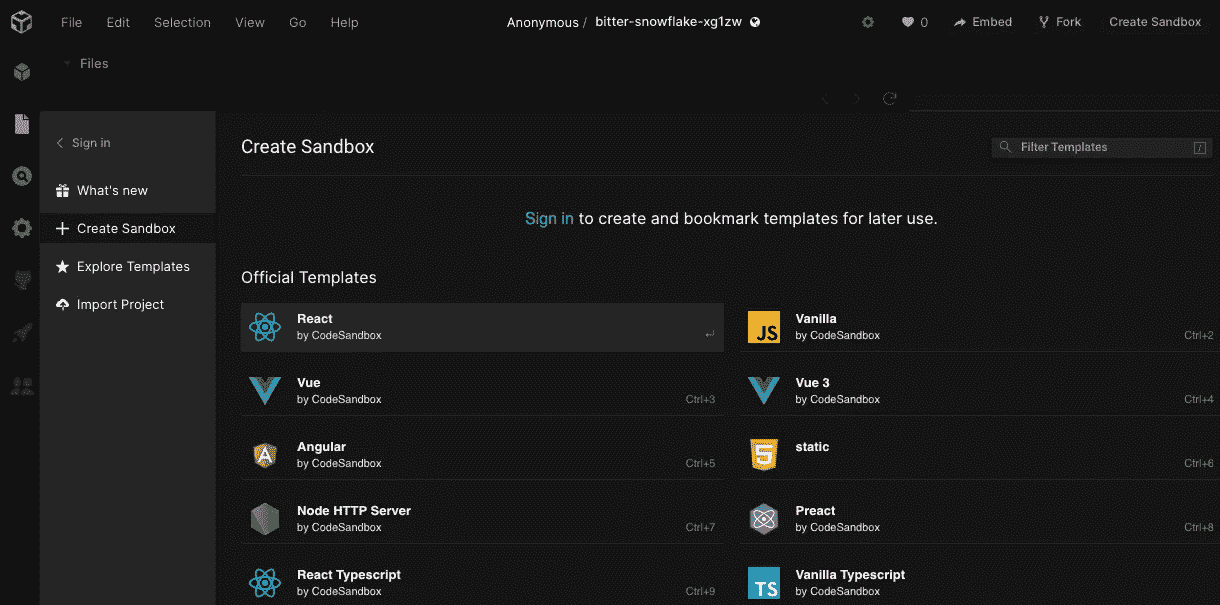 File Edit Selection View Go Help Anonymous / bitter-snowflake-xg1zw 0 Embed Fork Create Sandbox
Files
Sign in
What's new
Create Sandbox
Explore Templates
Import Project
Create Sandbox
Filter Templates /
Sign in to create and bookmark templates for later use.
Official Templates
React
by CodeSandbox
JS
Vanilla
by CodeSandbox
Ctrl+2
Vue
by CodeSandbox
Ctrl+3
Vue 3
by CodeSandbox
Ctrl+4
A
Angular
by CodeSandbox
Ctrl+5
5
static
Ctrl+6
Node HTTP Server
by CodeSandbox
Ctrl+7
Preact
by CodeSandbox
Ctrl+8
React Typescript
by CodeSandbox
Ctrl+9
TS
Vanilla Typescript
by CodeSandbox